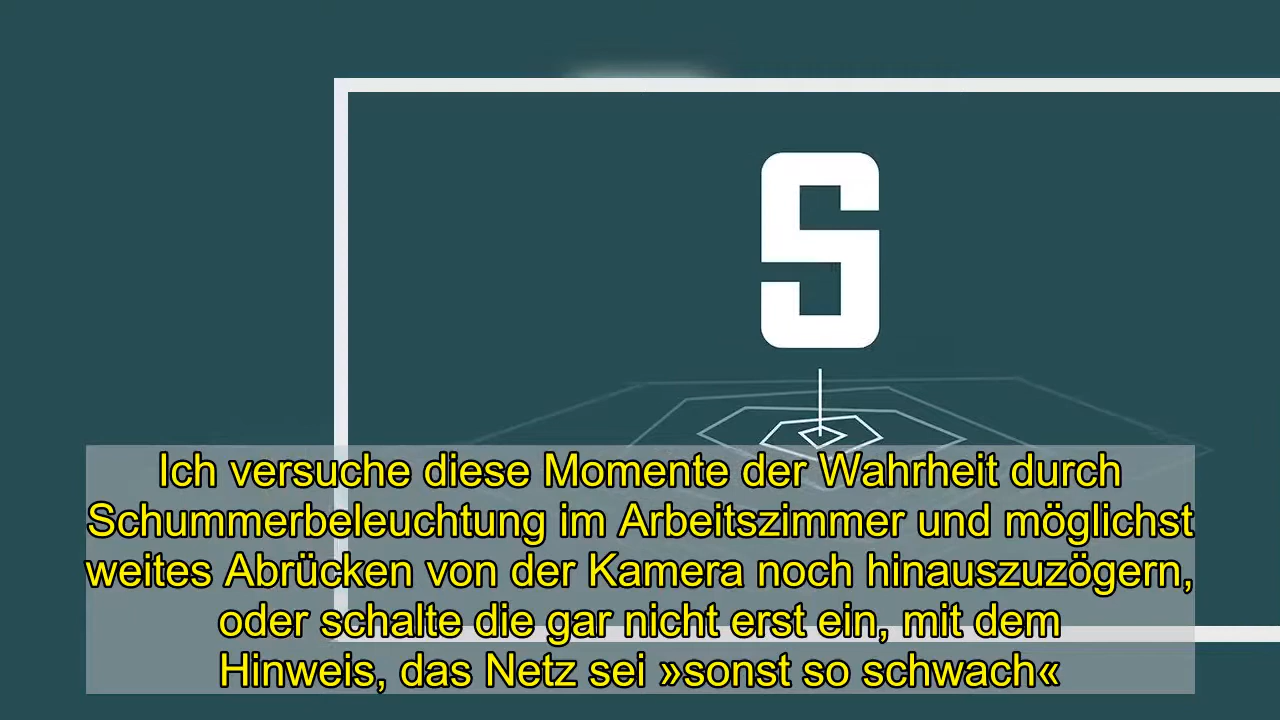 S
Ich versuche diese Momente der Wahrheit durch
Schummerbeleuchtung im Arbeitszimmer und möglichst
weites Abrücken von der Kamera noch hinauszuzögern,
oder schalte die gar nicht erst ein, mit dem
Hinweis, das Netz sei »sonst so schwach«